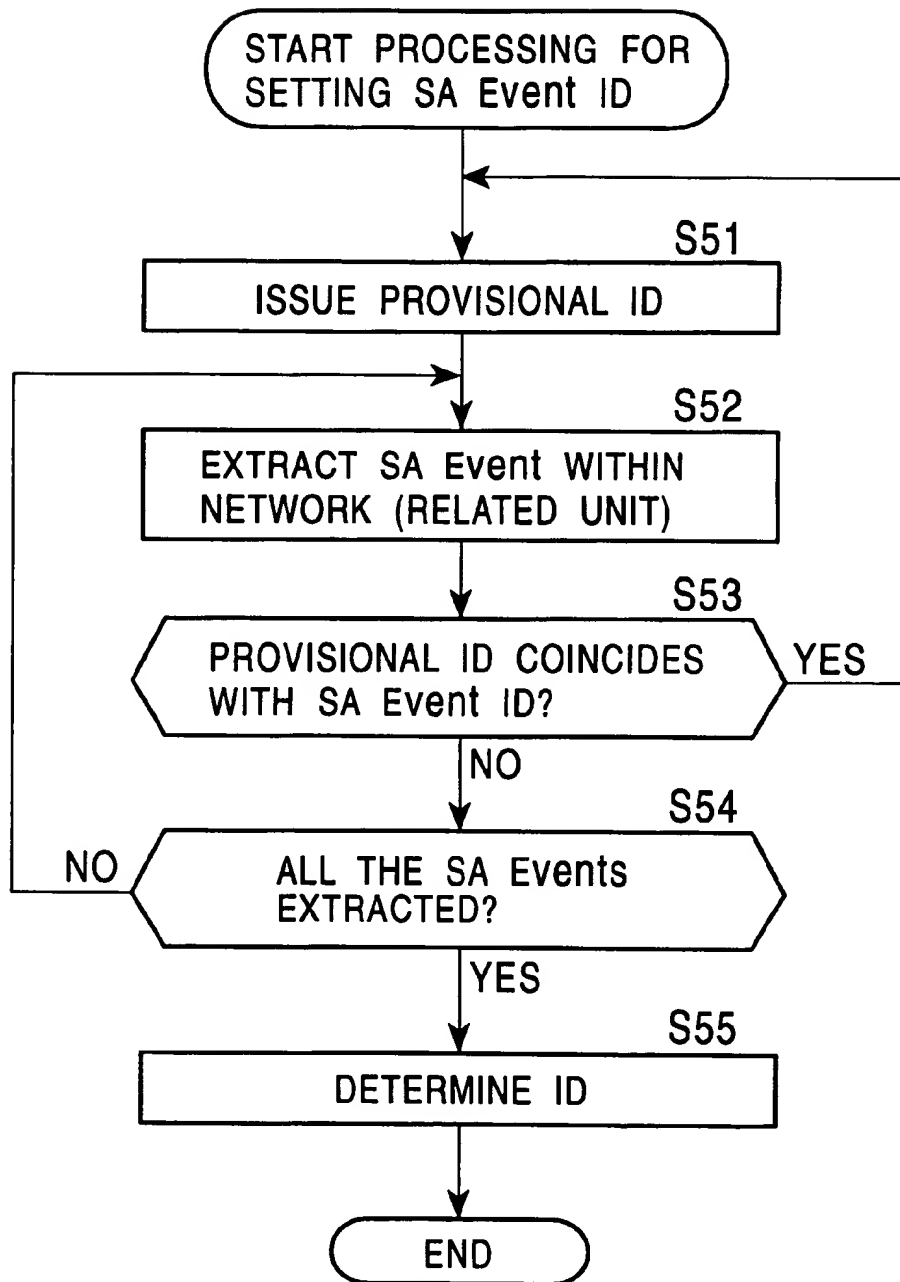 START PROCESSING FOR
SETTING SA Event ID
S51
ISSUE PROVISIONAL ID
S52
EXTRACT SA Event WITHIN
NETWORK (RELATED UNIT)
S53
PROVISIONAL ID COINCIDES
WITH SA Event ID?
YES
NO
S54
ALL THE SA Events
EXTRACTED?
NO
YES
S55
DETERMINE ID
END